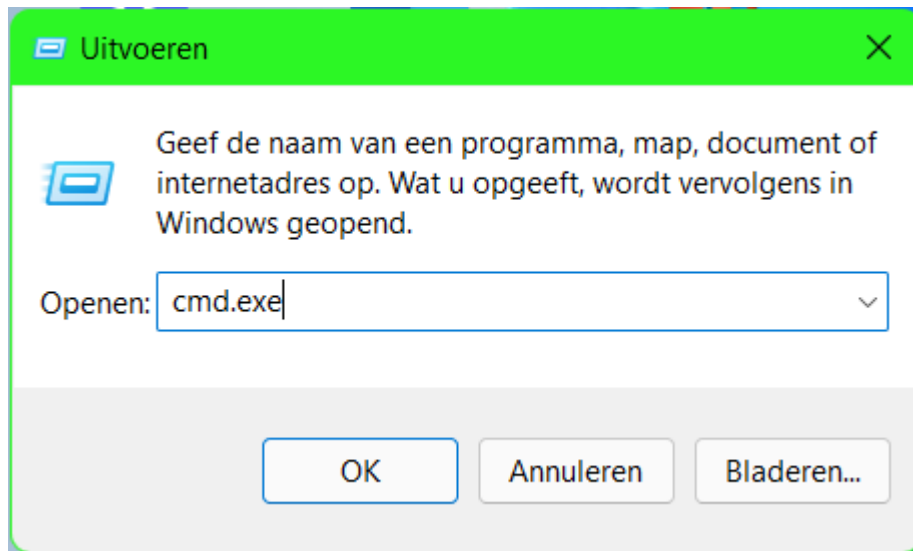 Uitvoeren
Geef de naam van een programma, map, document of
internetadres op. Wat u opgeeft, wordt vervolgens in
Windows geopend.
Openen: cmd.exe
OK Annuleren Bladeren...